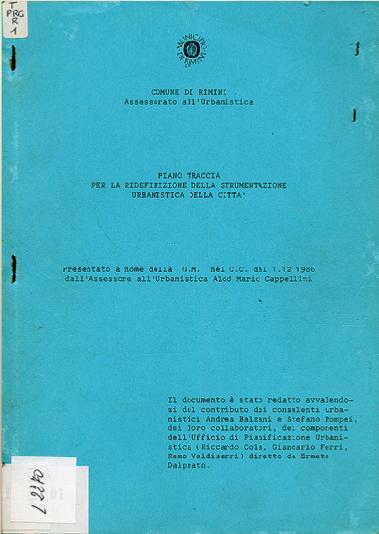 T
PRG
R
1
MUNICIPIO DI RIMINI
COMUNE DI RIMINI
Assessorato all'Urbanistica
PIANO TRACCIA
PER LA RIDEFINIZIONE DELLA STRUMENTAZIONE
URBANISTICA DELLA CITTA'
Presentato a nome della G.M. nel C.C. del 1.12 1986
dall'Assessore all'Urbanistica Aldo Mario Cappellini
Il documento è stato redatto avvalendo-
si del contributo dei consulenti urba-
nistici Andrea Balzani e Stefano Pompei,
dei loro collaboratori, dei componenti
dell'Ufficio di Pianificazione Urbani-
stica (Riccardo Cola, Giancarlo Ferri,
Remo Valdiserri) diretto da Ermete
Dalprato.
01